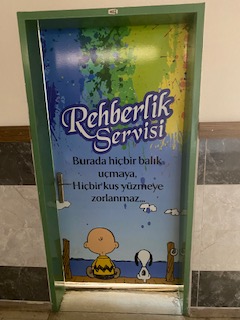 Rehberlik
Servisi
Burada hiçbir balık
uçmaya,
Hiçbir kuş yüzmeye
zorlanmaz...